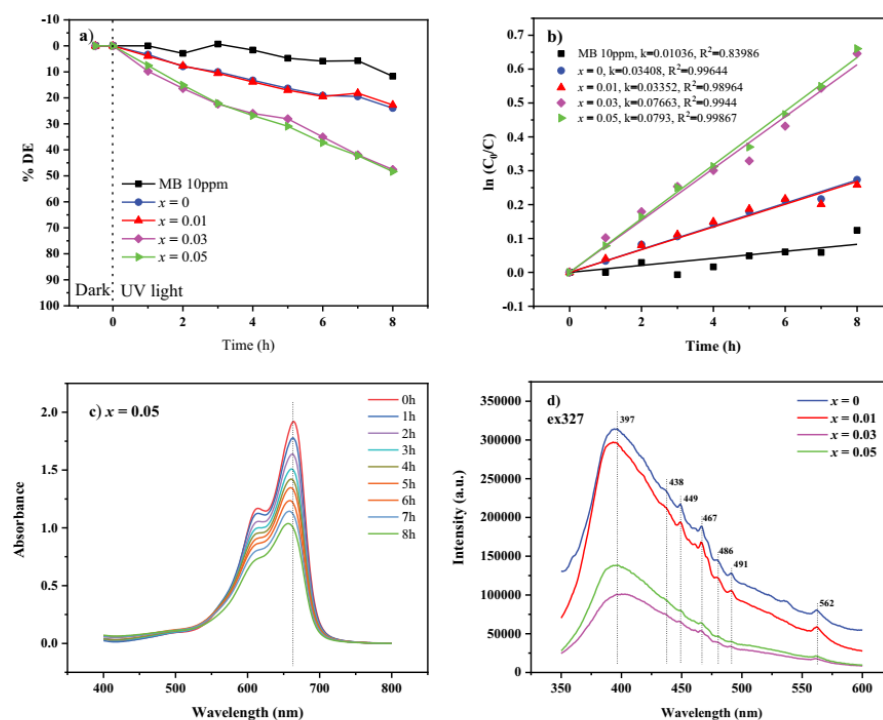 a)
-10
0
10
20
30
40
50
60
70
80
90
100
% DE
MB 10ppm
x = 0
x = 0.01
x = 0.03
x = 0.05
Dark
UV light
0
2
4
6
8
Time (h)
b)
MB 10ppm, k=0.01036, R²=0.83986
x = 0, k=0.03408, R²=0.99644
x = 0.01, k=0.03352, R²=0.98964
x = 0.03, k=0.07663, R²=0.9944
x = 0.05, k=0.0793, R²=0.99867
0.7
0.6
0.5
0.4
0.3
0.2
0.1
0.0
-0.1
ln (C₀/C)
0
2
4
6
8
Time (h)
c) x = 0.05
0h
1h
2h
3h
4h
5h
6h
7h
8h
2.0
1.5
1.0
0.5
0.0
Absorbance
400
500
600
700
800
Wavelength (nm)
d)
ex327
x = 0
x = 0.01
x = 0.03
x = 0.05
397
438
449
467
486
491
562
400000
350000
300000
250000
200000
150000
100000
50000
0
Intensity (a.u.)
350
400
450
500
550
600
Wavelength (nm)